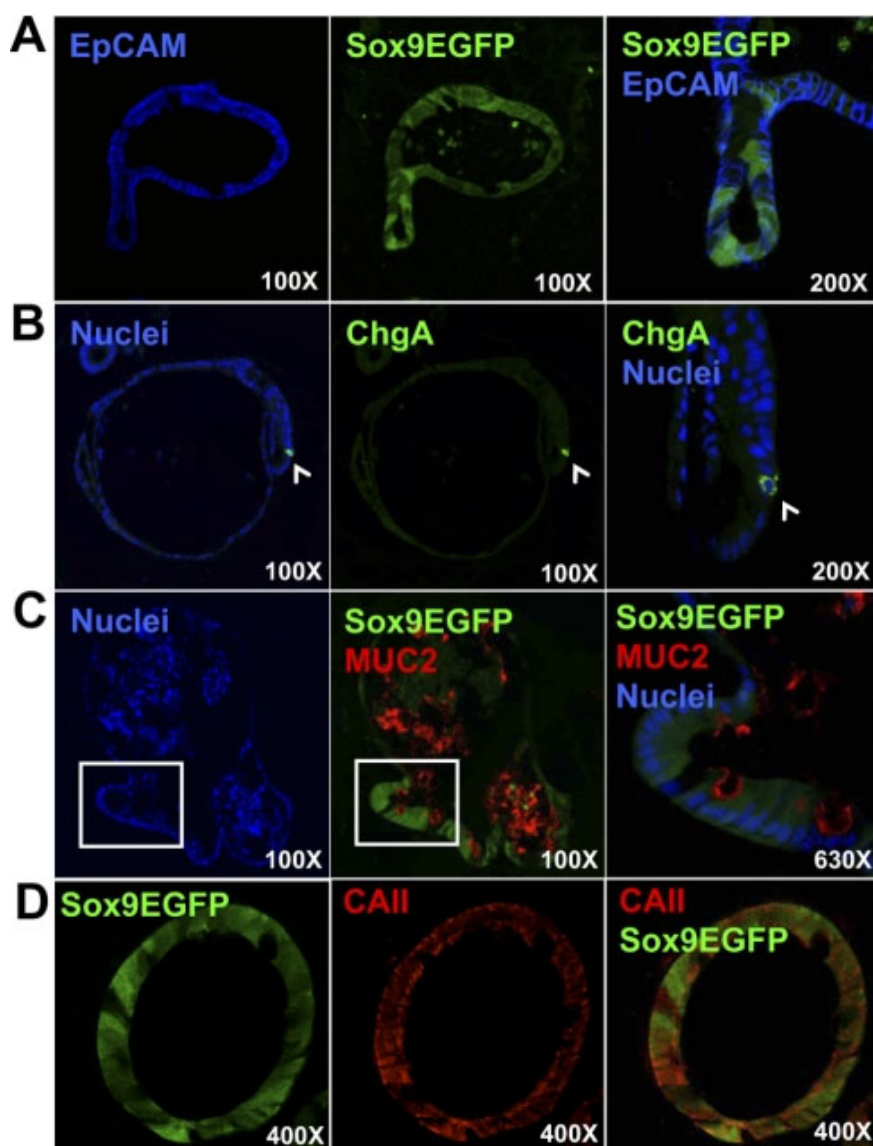 A
EpCAM
100X
Sox9EGFP
100X
Sox9EGFP
EpCAM
200X
B
Nuclei
100X
ChgA
100X
ChgA
Nuclei
200X
C
Nuclei
100X
Sox9EGFP
MUC2
100X
Sox9EGFP
MUC2
Nuclei
630X
D
Sox9EGFP
400X
CAII
400X
CAII
Sox9EGFP
400X